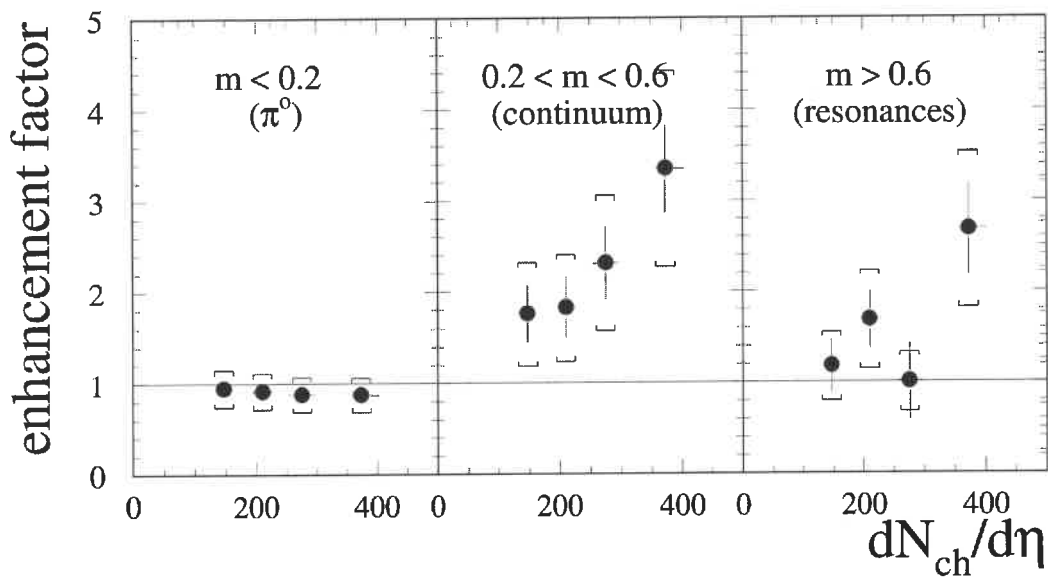 enhancement factor
5
4
3
2
1
0
m < 0.2
(π⁰)
0.2 < m < 0.6
(continuum)
m > 0.6
(resonances)
0 200 400 0 200 400 0 200 400
dN_ch/dη